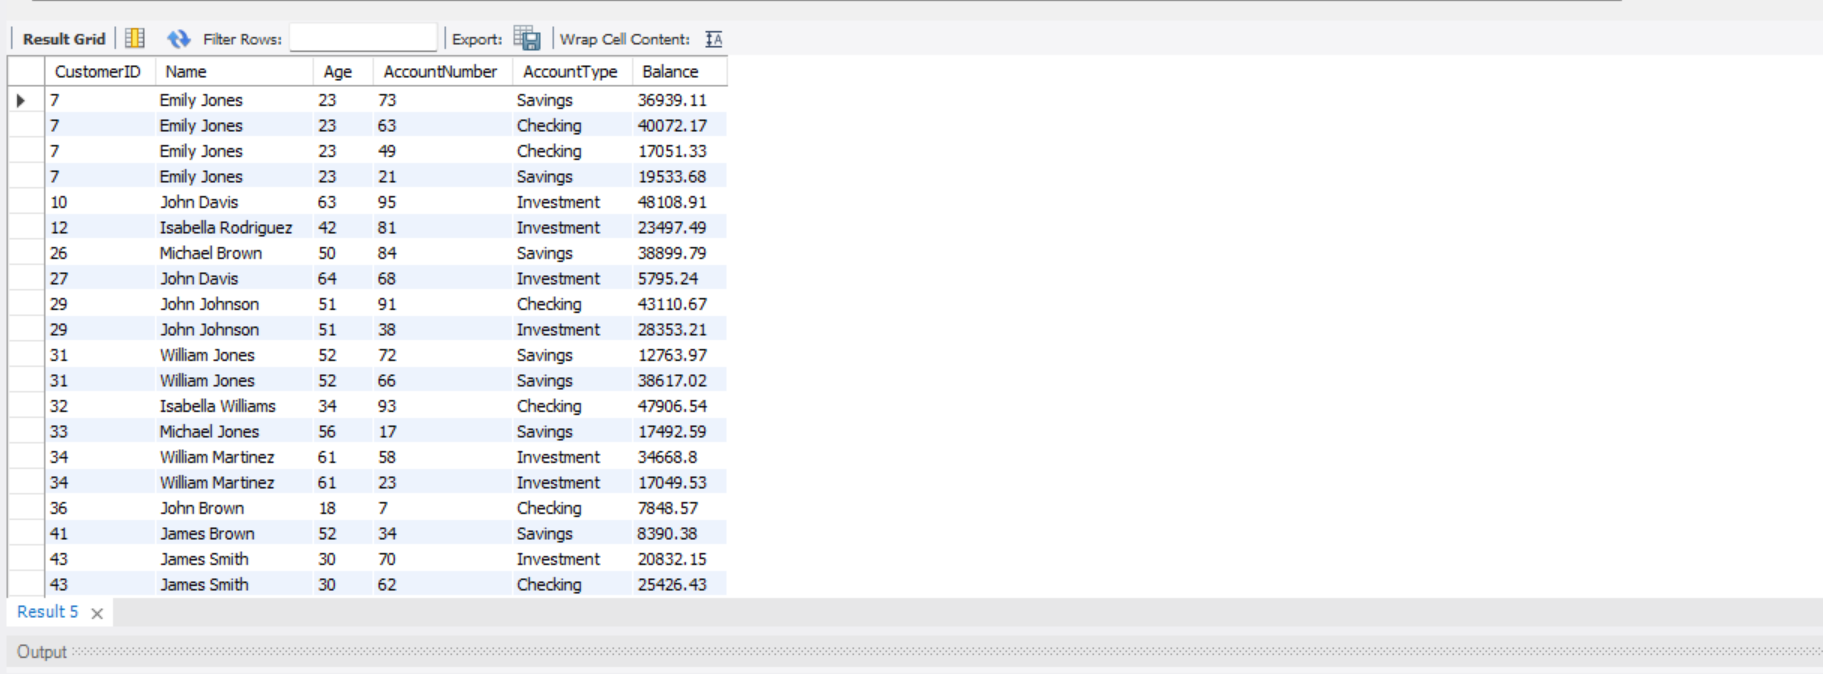 Result Grid Filter Rows: Export: Wrap Cell Content:
CustomerID Name Age AccountNumber AccountType Balance
7 Emily Jones 23 73 Savings 36939.11
7 Emily Jones 23 63 Checking 40072.17
7 Emily Jones 23 49 Checking 17051.33
7 Emily Jones 23 21 Savings 19533.68
10 John Davis 63 95 Investment 48108.91
12 Isabella Rodriguez 42 81 Investment 23497.49
26 Michael Brown 50 84 Savings 38899.79
27 John Davis 64 68 Investment 5795.24
29 John Johnson 51 91 Checking 43110.67
29 John Johnson 51 38 Investment 28353.21
31 William Jones 52 72 Savings 12763.97
31 William Jones 52 66 Savings 38617.02
32 Isabella Williams 34 93 Checking 47906.54
33 Michael Jones 56 17 Savings 17492.59
34 William Martinez 61 58 Investment 34668.8
34 William Martinez 61 23 Investment 17049.53
36 John Brown 18 7 Checking 7848.57
41 James Brown 52 34 Savings 8390.38
43 James Smith 30 70 Investment 20832.15
43 James Smith 30 62 Checking 25426.43
Result 5
Output